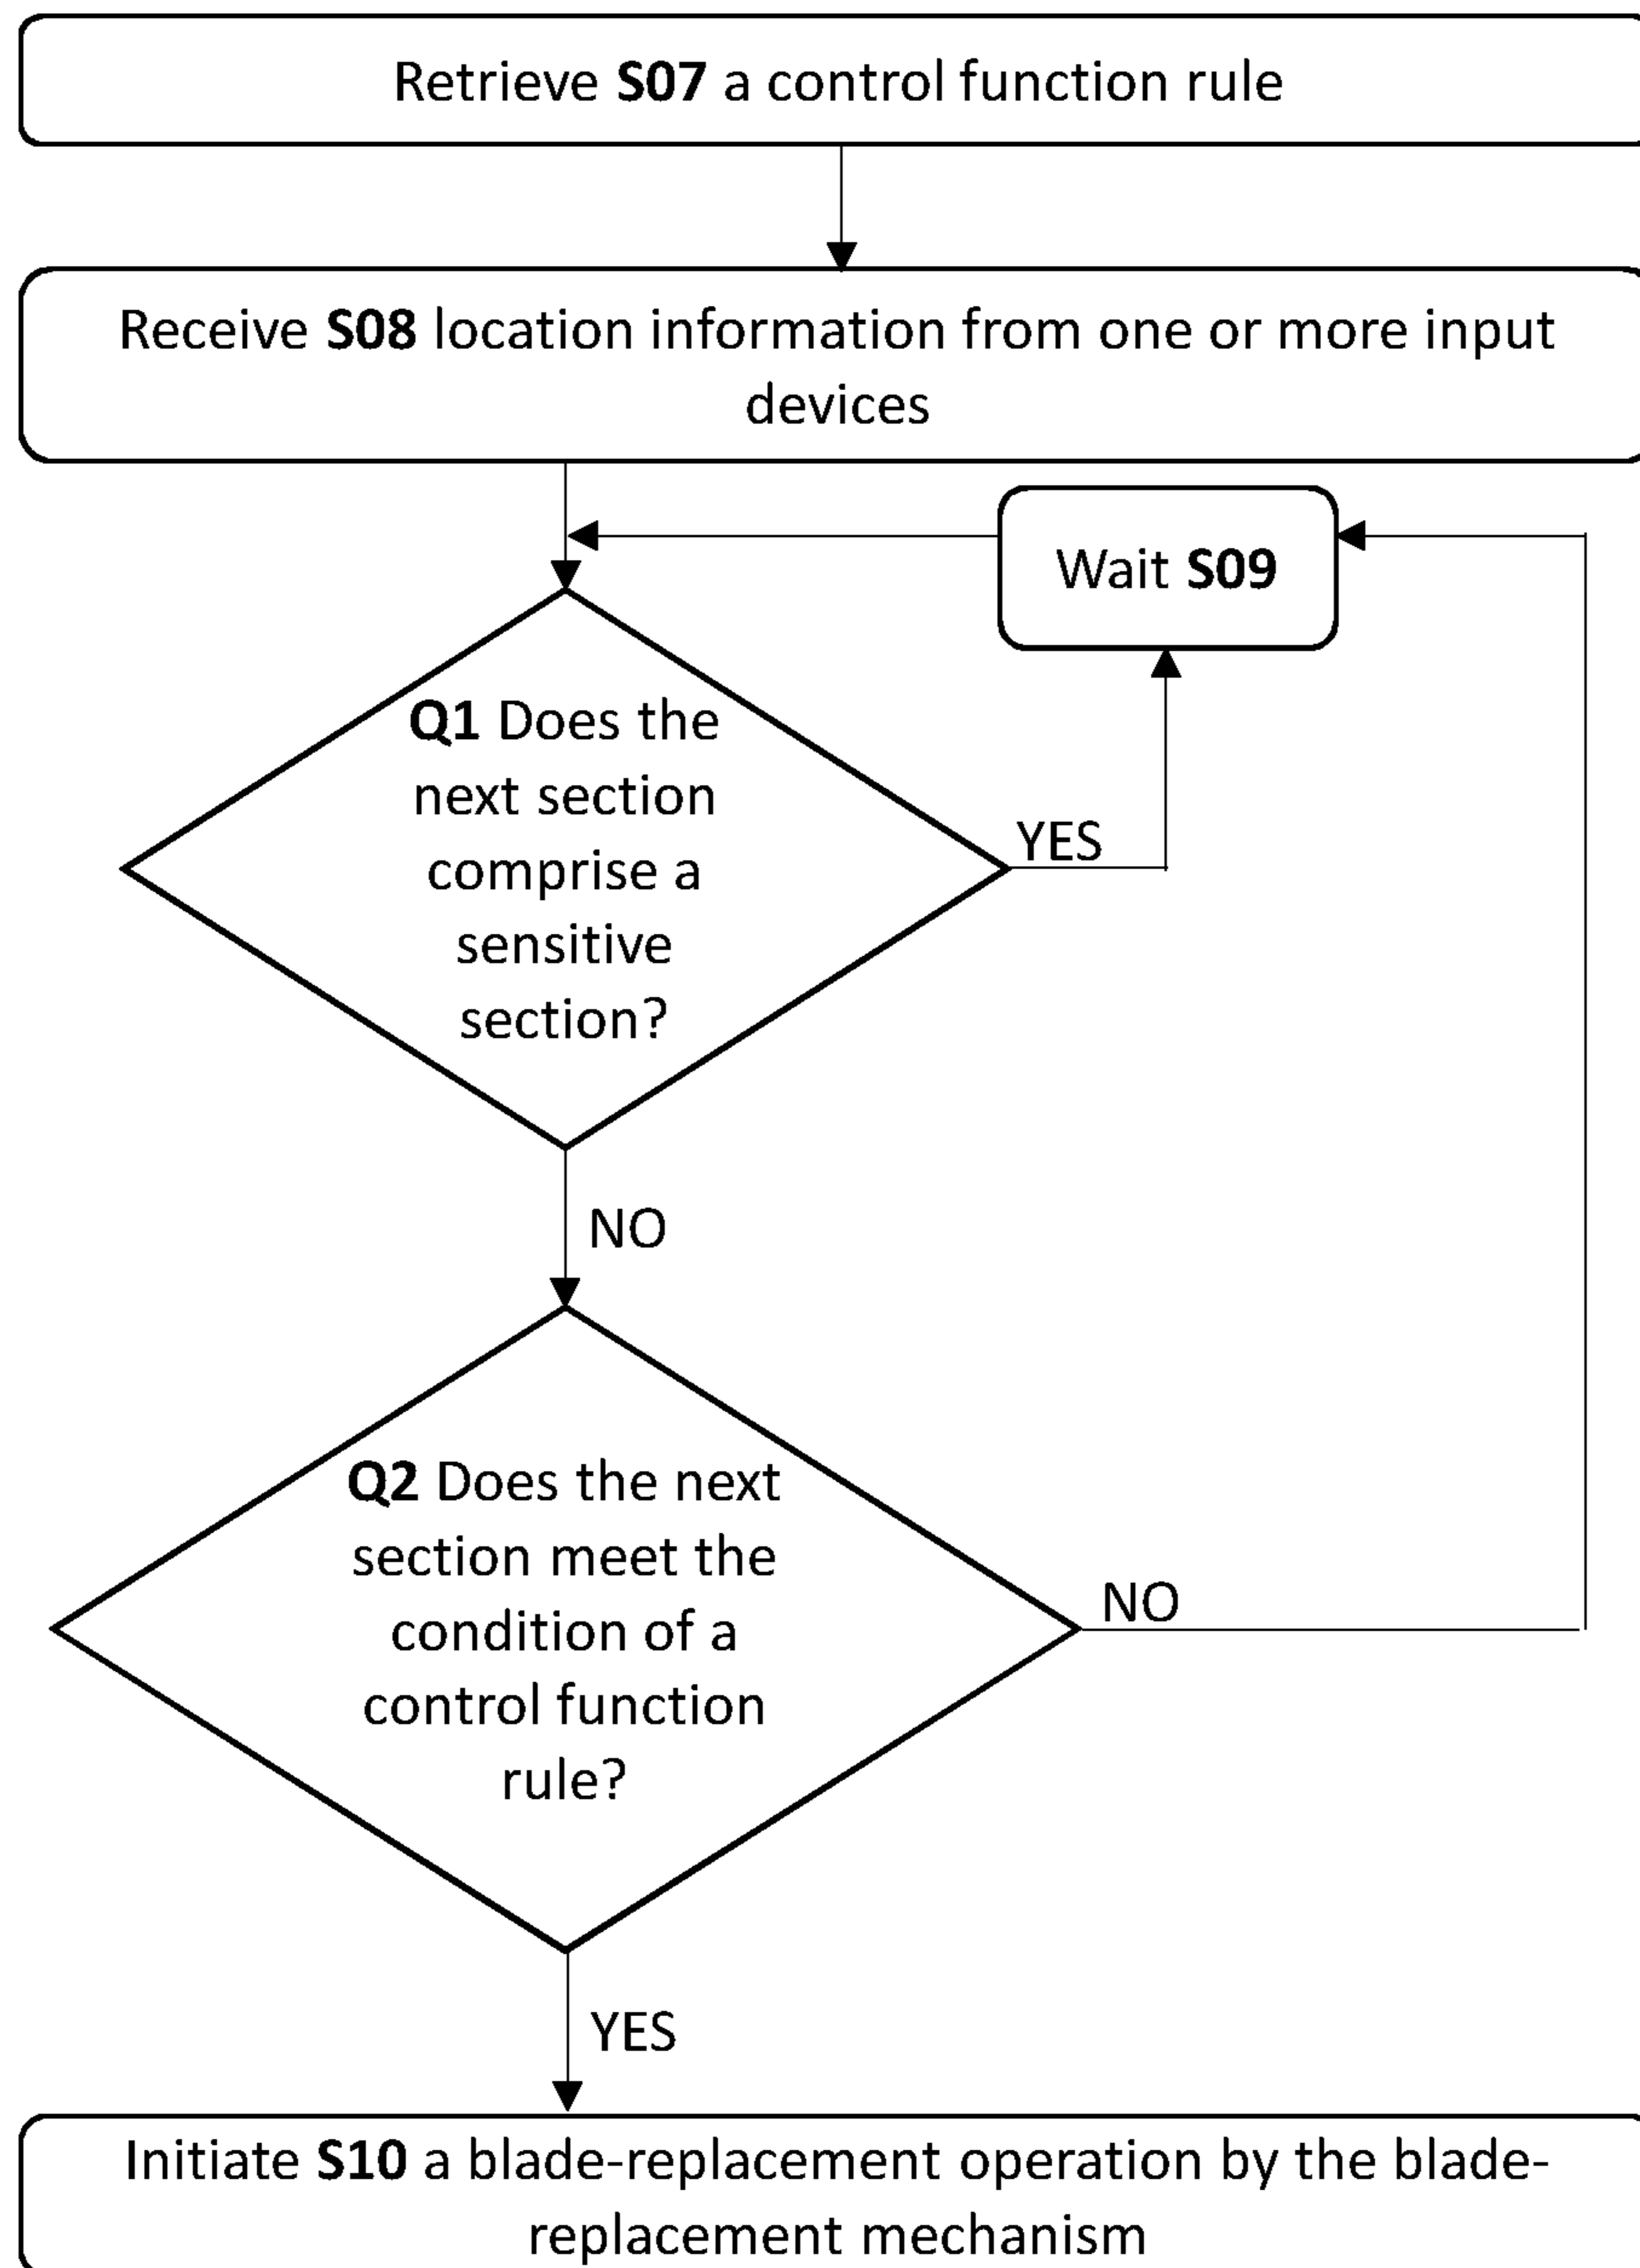 Retrieve S07 a control function rule
Receive S08 location information from one or more input
devices
Wait S09
Q1 Does the
next section
comprise a
sensitive
section?
YES
NO
Q2 Does the next
section meet the
condition of a
control function
rule?
NO
YES
Initiate S10 a blade-replacement operation by the blade-
replacement mechanism